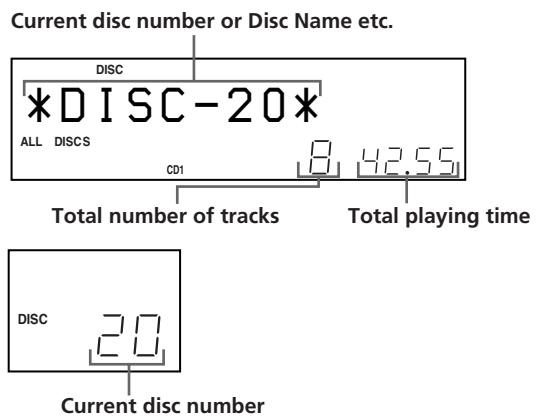 Current disc number or Disc Name etc.
DISC
*DISC-20*
ALL DISCS
CD1
8 42.55
Total number of tracks Total playing time
DISC
20
Current disc number